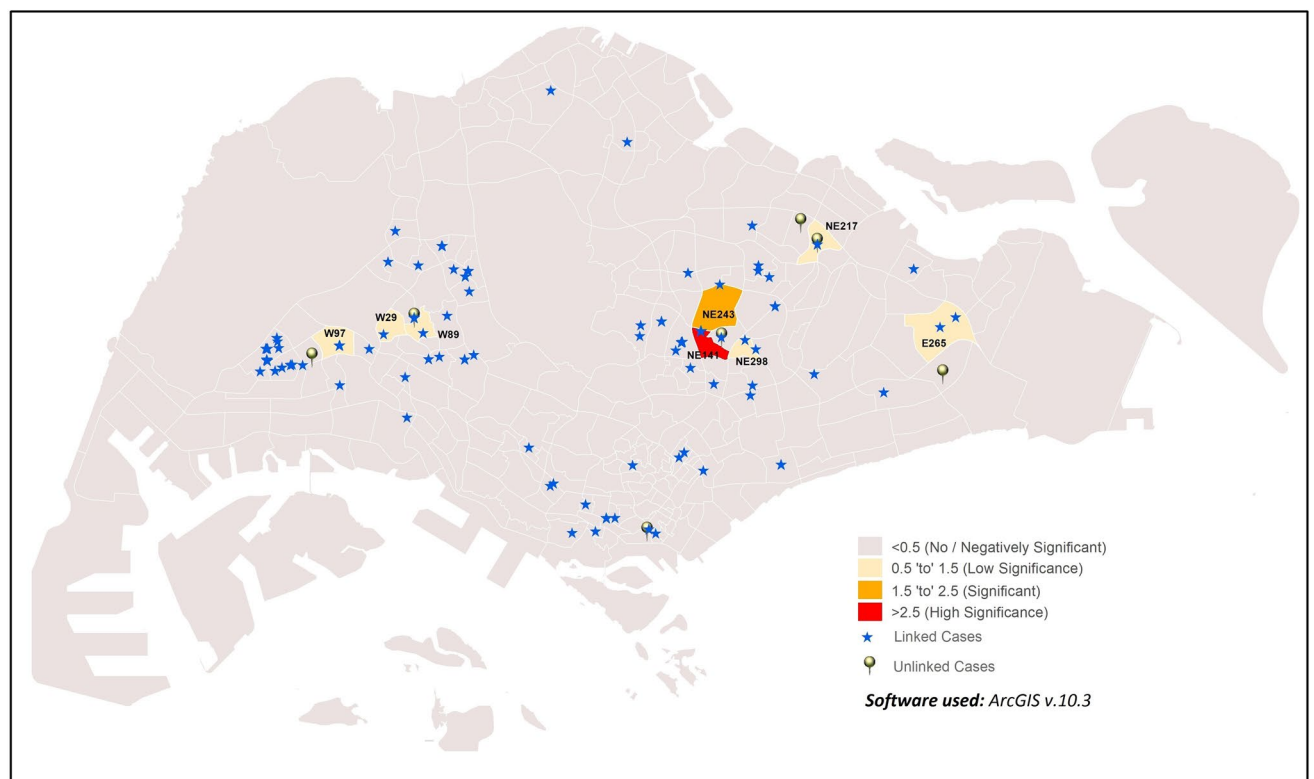 NE217
NE243
W29
W97
W89
E265
NE141
NE298
<0.5 (No / Negatively Significant)
0.5 'to' 1.5 (Low Significance)
1.5 'to' 2.5 (Significant)
>2.5 (High Significance)
Linked Cases
Unlinked Cases
Software used: ArcGIS v.10.3